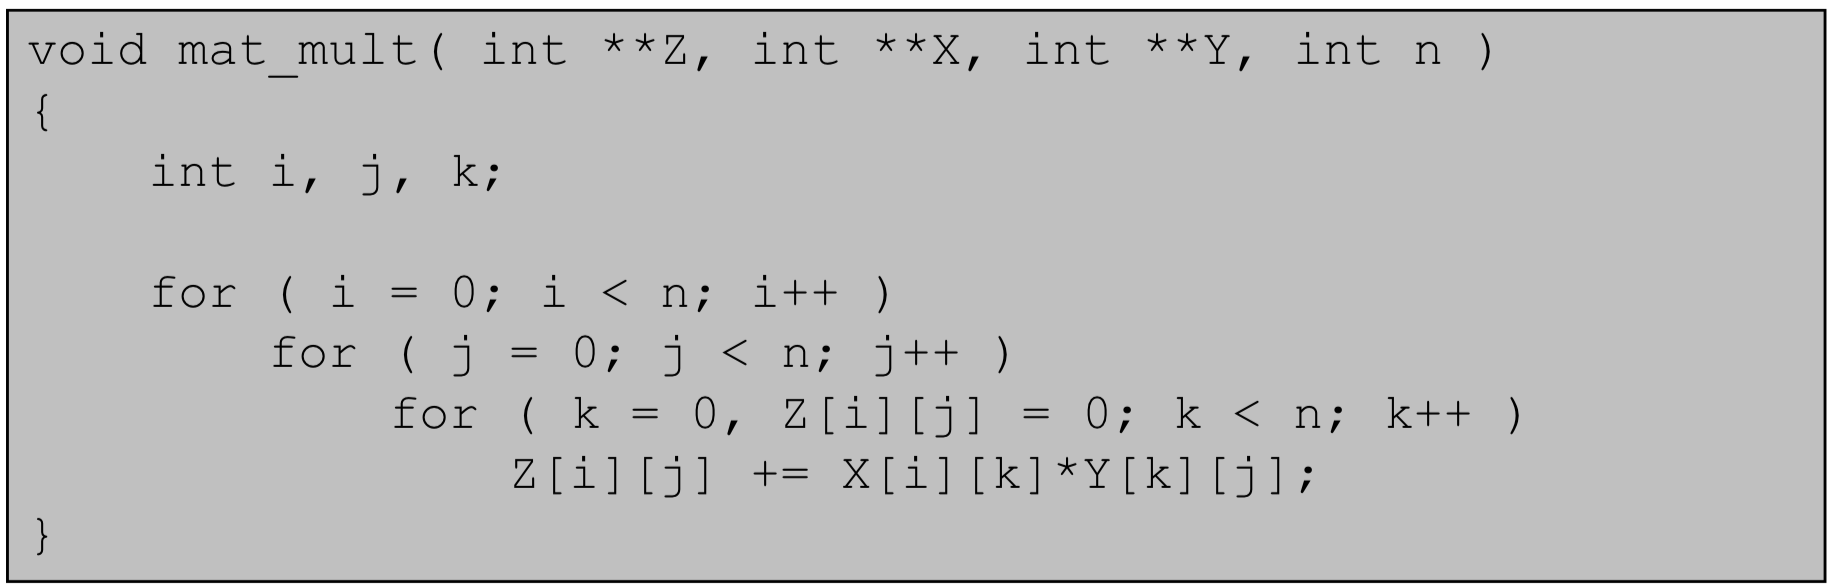 void mat_mult( int **Z, int **X, int **Y, int n )
{
    int i, j, k;

    for ( i = 0; i < n; i++ )
        for ( j = 0; j < n; j++ )
            for ( k = 0, Z[i][j] = 0; k < n; k++ )
                Z[i][j] += X[i][k]*Y[k][j];
}